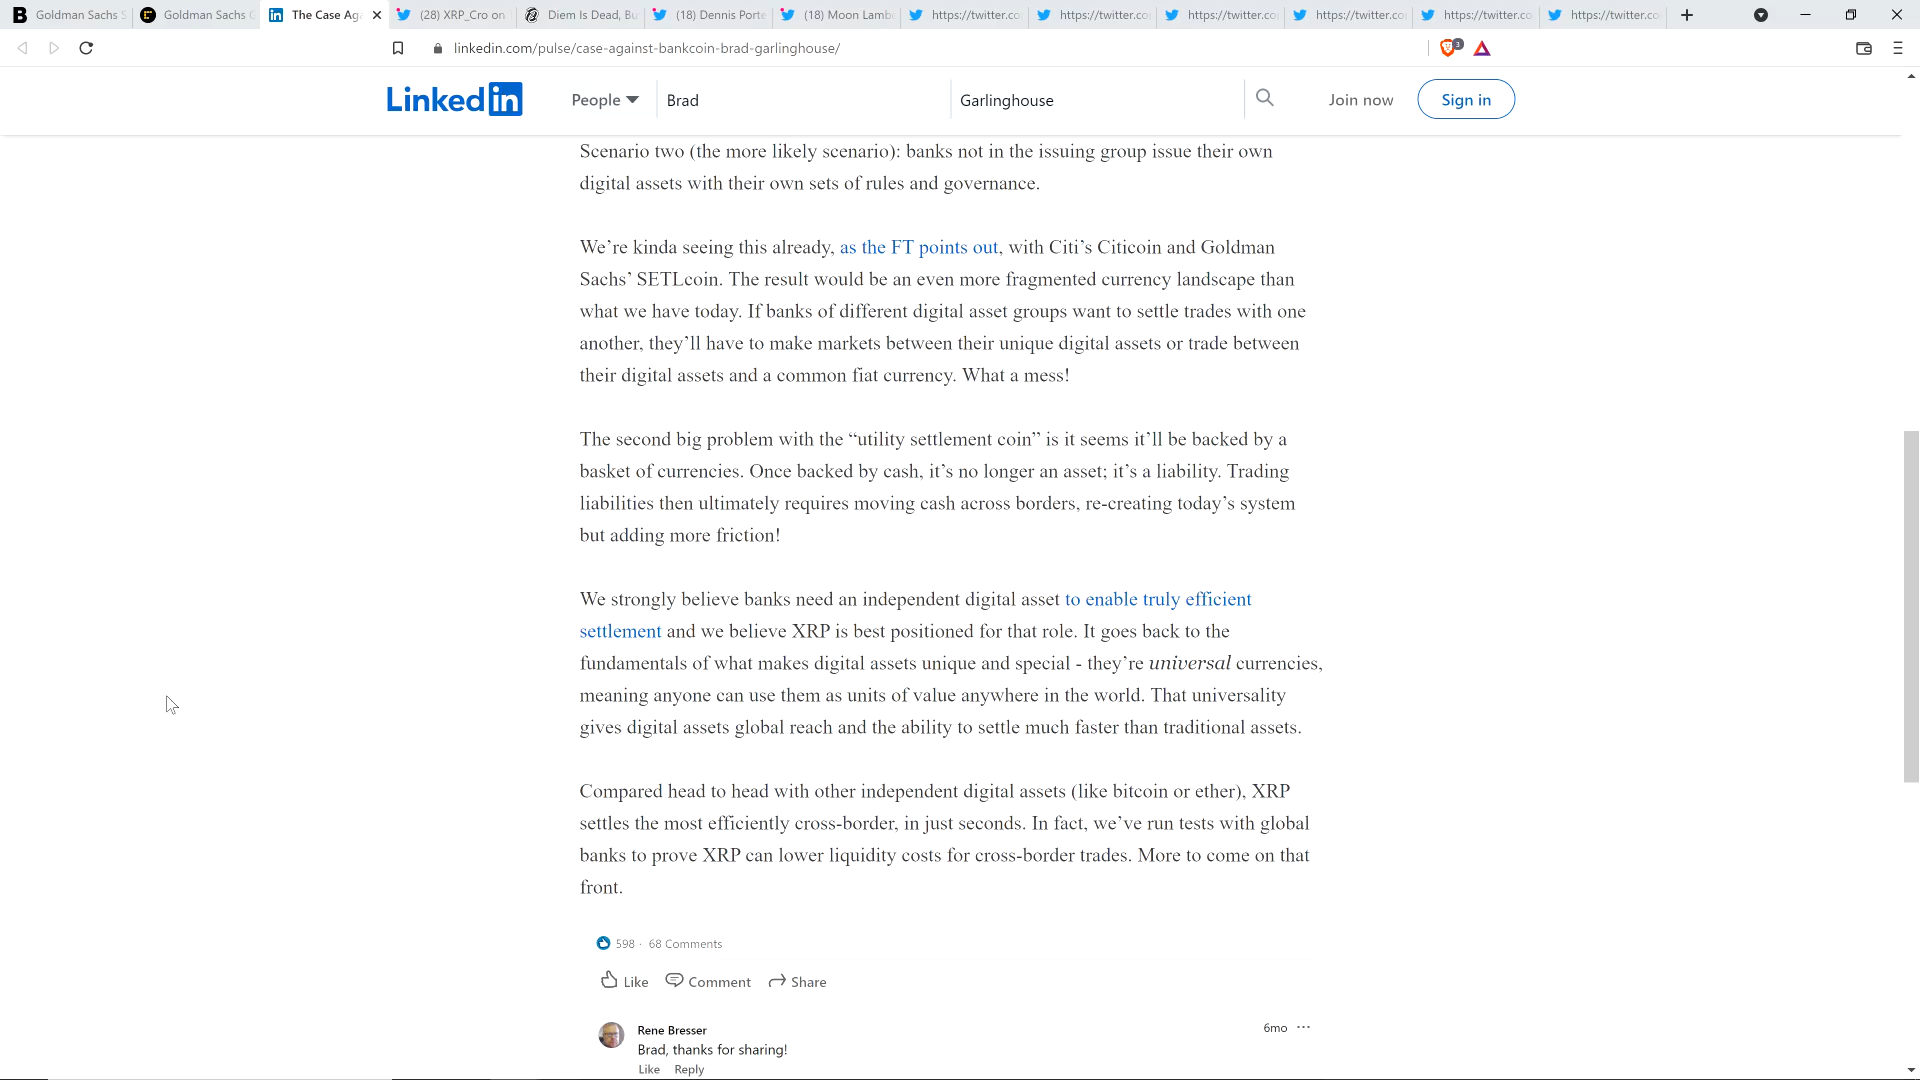 Goldman Sachs S
Goldman Sachs C
The Case Aga
(28) XRP_Cro on
Diem Is Dead, Bu
(18) Dennis Porte
(18) Moon Lamb
https://twitter.co
https://twitter.co
https://twitter.co
https://twitter.co
https://twitter.co
https://twitter.co
linkedin.com/pulse/case-against-bankcoin-brad-garlinghouse/
3
Linked in
People
Brad
Garlinghouse
Join now
Sign in
Scenario two (the more likely scenario): banks not in the issuing group issue their own
digital assets with their own sets of rules and governance.
We’re kinda seeing this already, as the FT points out, with Citi’s Citicoin and Goldman
Sachs’ SETLcoin. The result would be an even more fragmented currency landscape than
what we have today. If banks of different digital asset groups want to settle trades with one
another, they’ll have to make markets between their unique digital assets or trade between
their digital assets and a common fiat currency. What a mess!
The second big problem with the “utility settlement coin” is it seems it’ll be backed by a
basket of currencies. Once backed by cash, it’s no longer an asset; it’s a liability. Trading
liabilities then ultimately requires moving cash across borders, re-creating today’s system
but adding more friction!
We strongly believe banks need an independent digital asset to enable truly efficient
settlement and we believe XRP is best positioned for that role. It goes back to the
fundamentals of what makes digital assets unique and special - they’re universal currencies,
meaning anyone can use them as units of value anywhere in the world. That universality
gives digital assets global reach and the ability to settle much faster than traditional assets.
Compared head to head with other independent digital assets (like bitcoin or ether), XRP
settles the most efficiently cross-border, in just seconds. In fact, we’ve run tests with global
banks to prove XRP can lower liquidity costs for cross-border trades. More to come on that
front.
598 · 68 Comments
Like Comment Share
Rene Bresser
6mo
Brad, thanks for sharing!
Like Reply